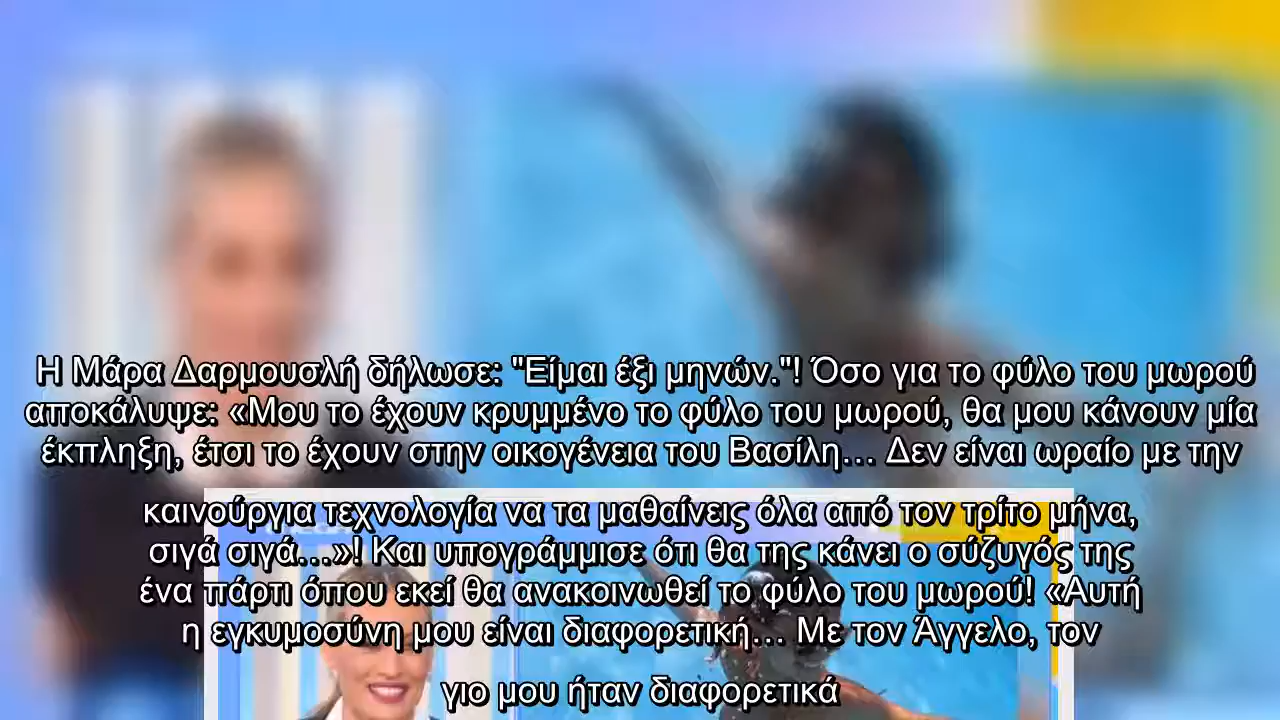 Η Μάρα Δαρμουσλή δήλωσε: "Είμαι έξι μηνών."! Όσο για το φύλο του μωρού
αποκάλυψε: «Μου το έχουν κρυμμένο το φύλο του μωρού, θα μου κάνουν μία
έκπληξη, έτσι το έχουν στην οικογένεια του Βασίλη… Δεν είναι ωραίο με την
καινούργια τεχνολογία να τα μαθαίνεις όλα από τον τρίτο μήνα,
σιγά σιγά…»! Και υπογράμμισε ότι θα της κάνει ο σύζυγός της
ένα πάρτι όπου εκεί θα ανακοινωθεί το φύλο του μωρού! «Αυτή
η εγκυμοσύνη μου είναι διαφορετική… Με τον Άγγελο, τον
γιο μου ήταν διαφορετικά